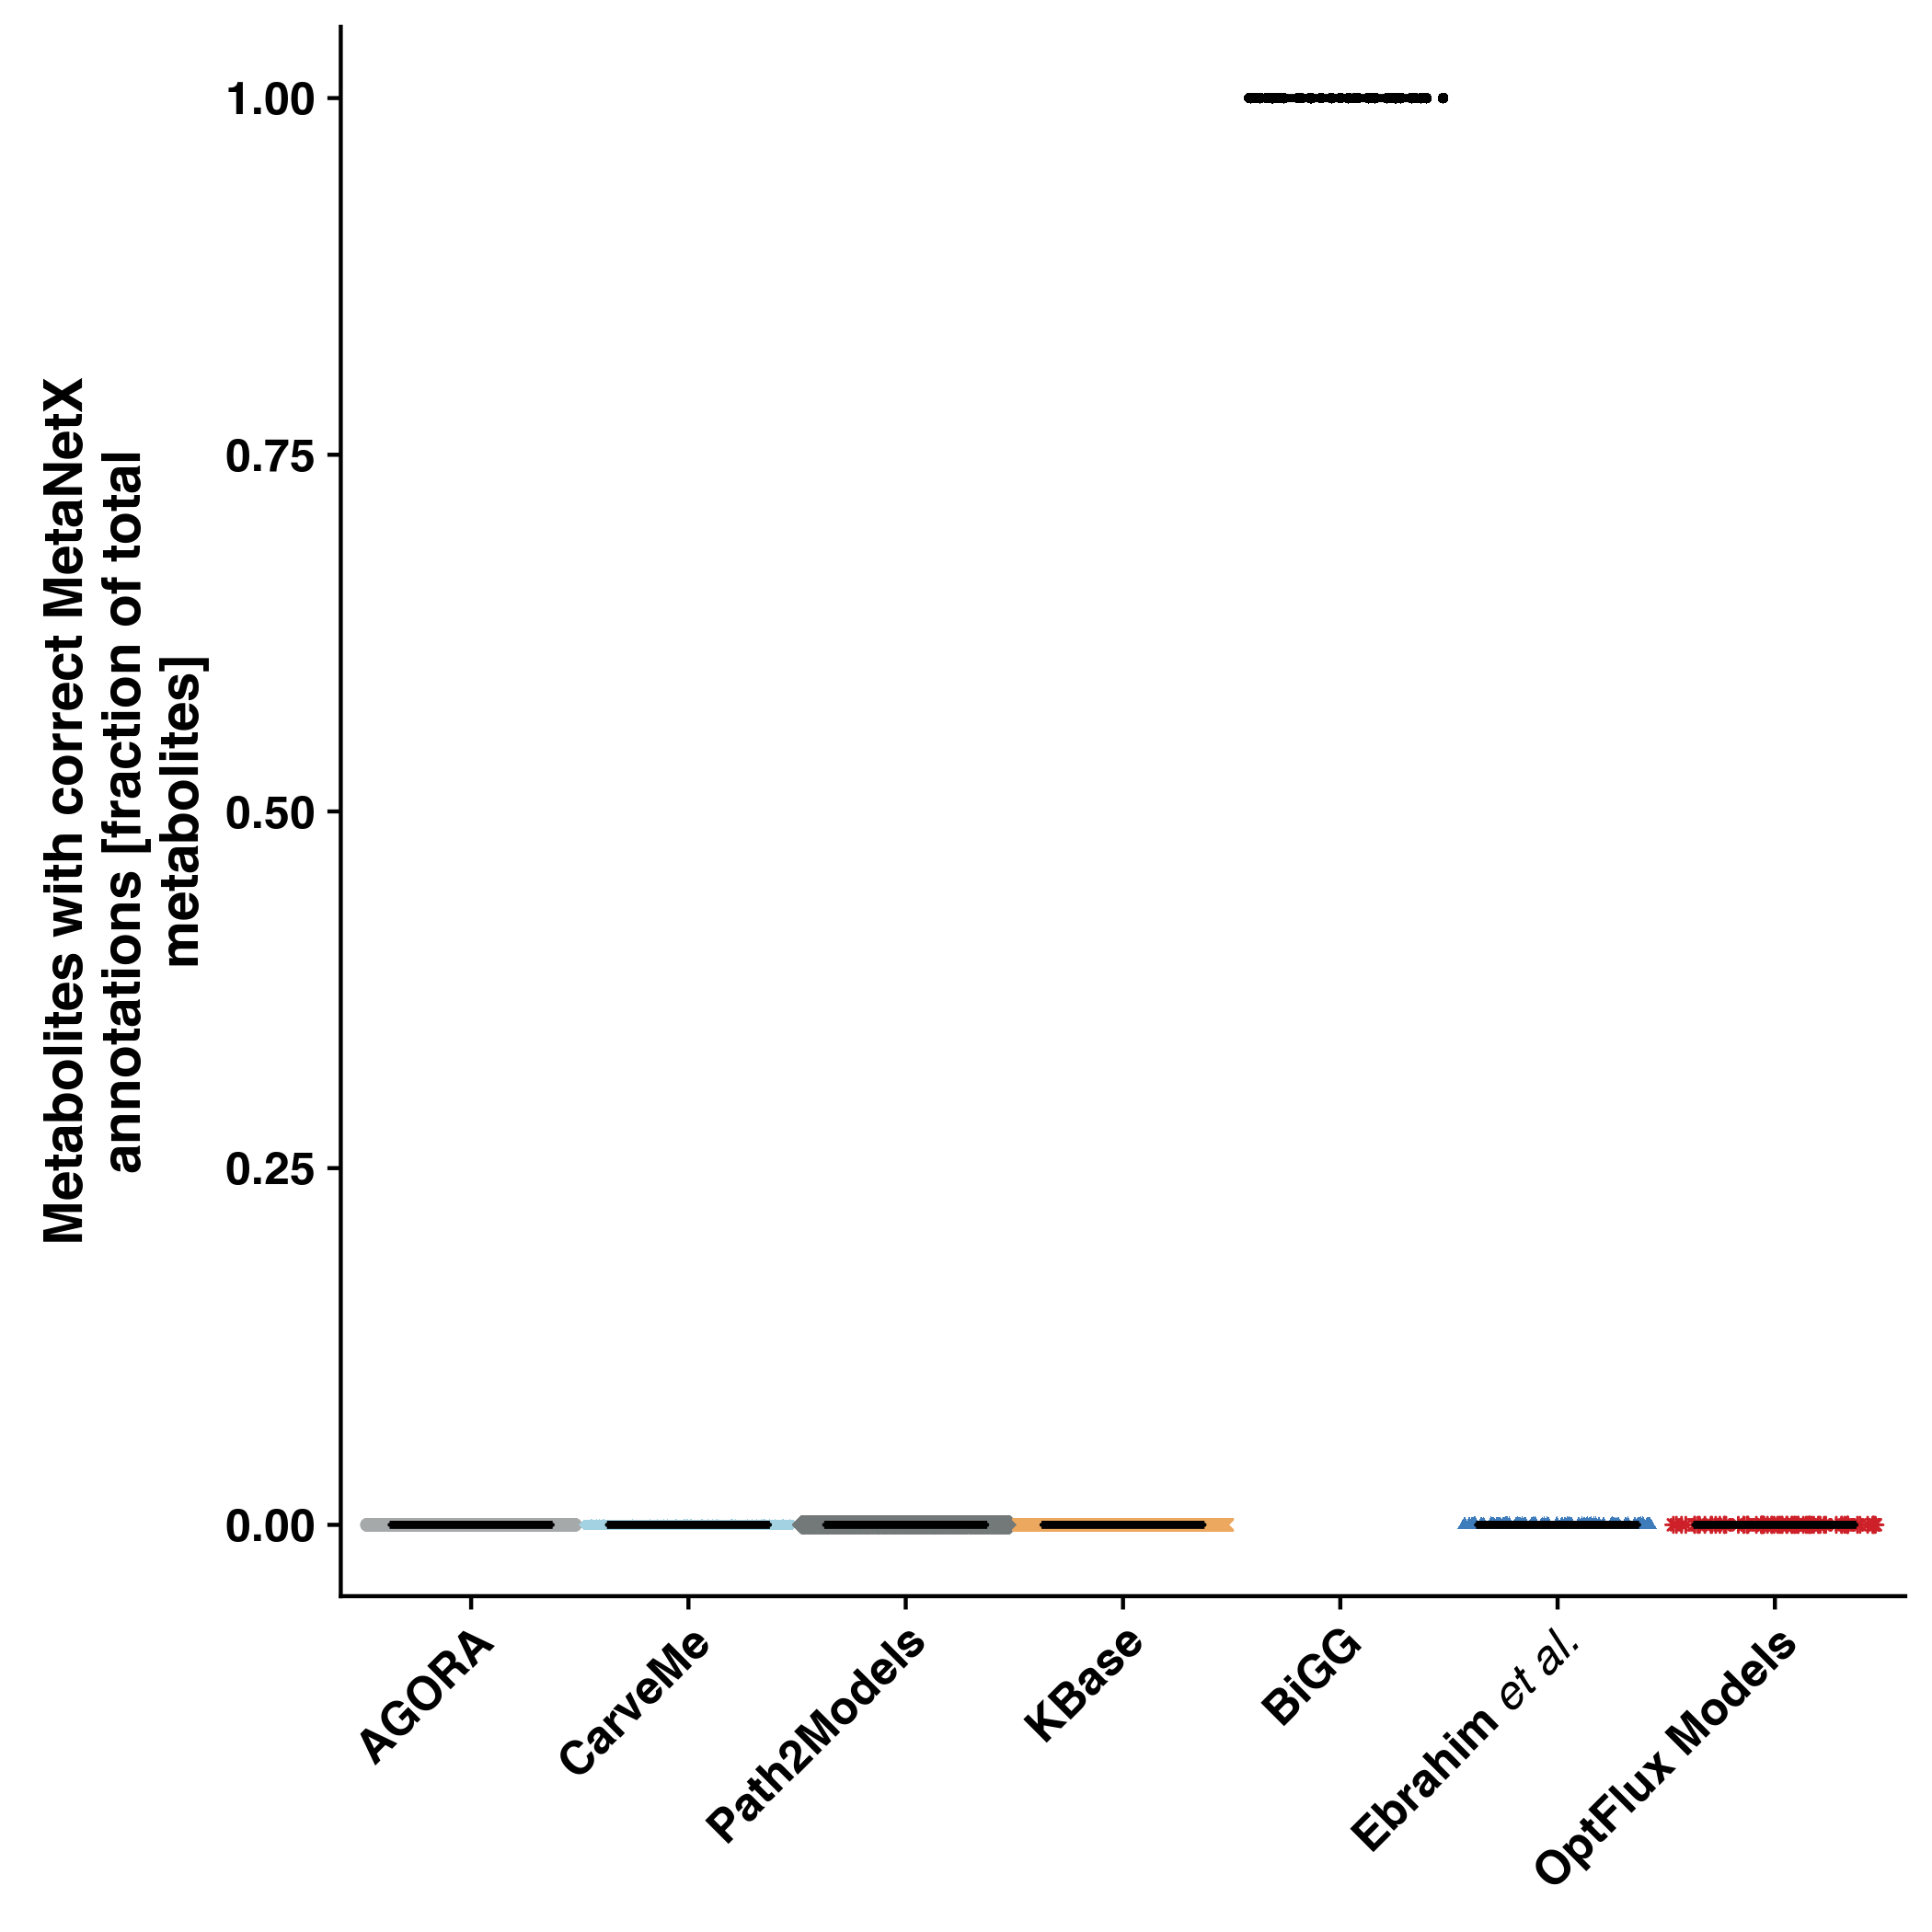 Metabolites with correct MetaNetX
annotations [fraction of total
metabolites]
1.00
0.75
0.50
0.25
0.00
AGORA
CarveMe
Path2Models
KBase
BiGG
Ebrahim et al.
OptFlux Models